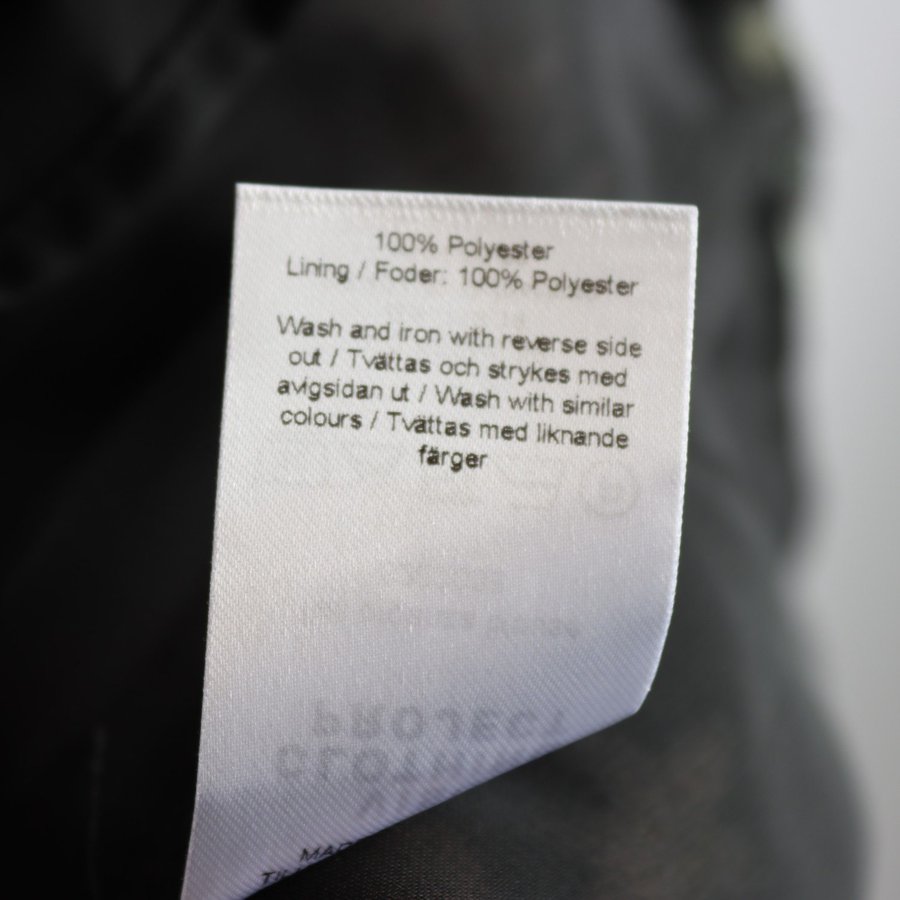 100% Polyester
Lining / Foder: 100% Polyester
Wash and iron with reverse side
out / Tvättas och strykes med
avigsidan ut / Wash with similar
colours / Tvättas med liknande
färger